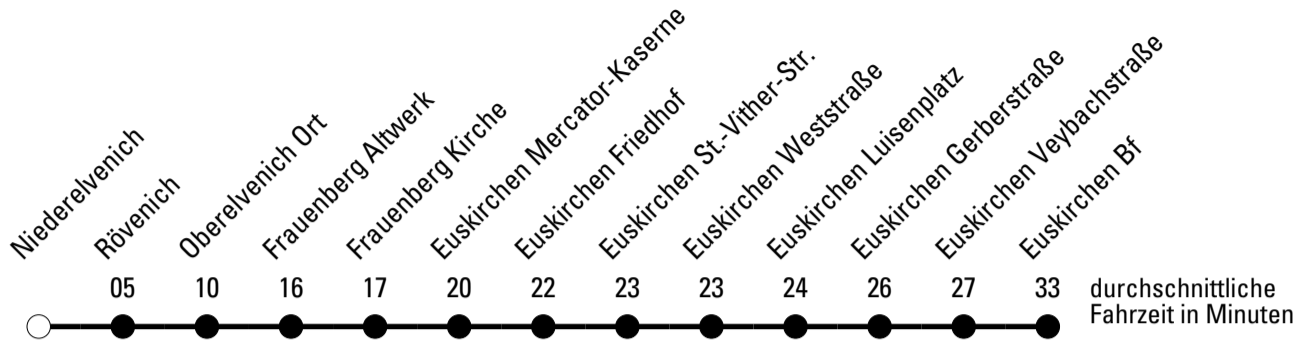 Niederelvenich
Rövenich
Oberelvenich Ort
Frauenberg Altwerk
Frauenberg Kirche
Euskirchen Mercator-Kaserne
Euskirchen Friedhof
Euskirchen St.-Vither-Str.
Euskirchen Weststraße
Euskirchen Luisenplatz
Euskirchen Gerberstraße
Euskirchen Veybachstraße
Euskirchen Bf
05 10 16 17 20 22 23 23 24 26 27 33 durchschnittliche
Fahrzeit in Minuten